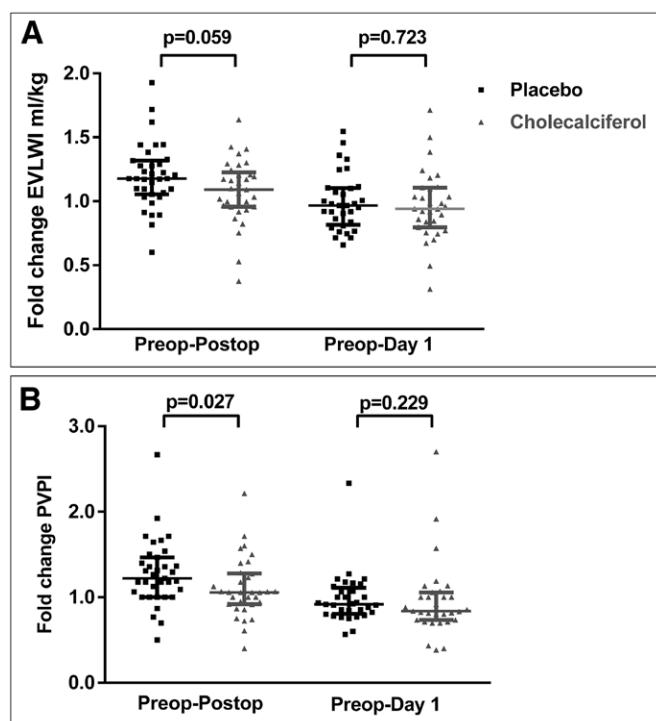 A
p=0.059
p=0.723
2.0
1.5
1.0
0.5
0.0
Fold change EVLWI ml/kg
Preop-Postop
Preop-Day 1
Placebo
Cholecalciferol
B
p=0.027
p=0.229
3.0
2.0
1.0
0.0
Fold change PVPI
Preop-Postop
Preop-Day 1